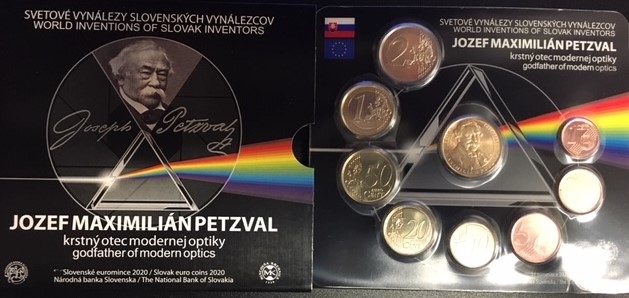 SVETOVÉ VYNÁLEZY SLOVENSKÝCH VYNÁLEZCOV
WORLD INVENTIONS OF SLOVAK INVENTORS
Joseph Petzval
JOZEF MAXIMILIÁN PETZVAL
krstný otec modernej optiky
godfather of modern optics
Slovenské euromince 2020 / Slovak euro coins 2020
Národná banka Slovenska / The National Bank of Slovakia
MK
SVETOVÉ VYNÁLEZY SLOVENSKÝCH VYNÁLEZCOV
WORLD INVENTIONS OF SLOVAK INVENTORS
JOZEF MAXIMILIÁN PETZVAL
krstný otec modernej optiky
godfather of modern optics
2
1
50
20
10
5